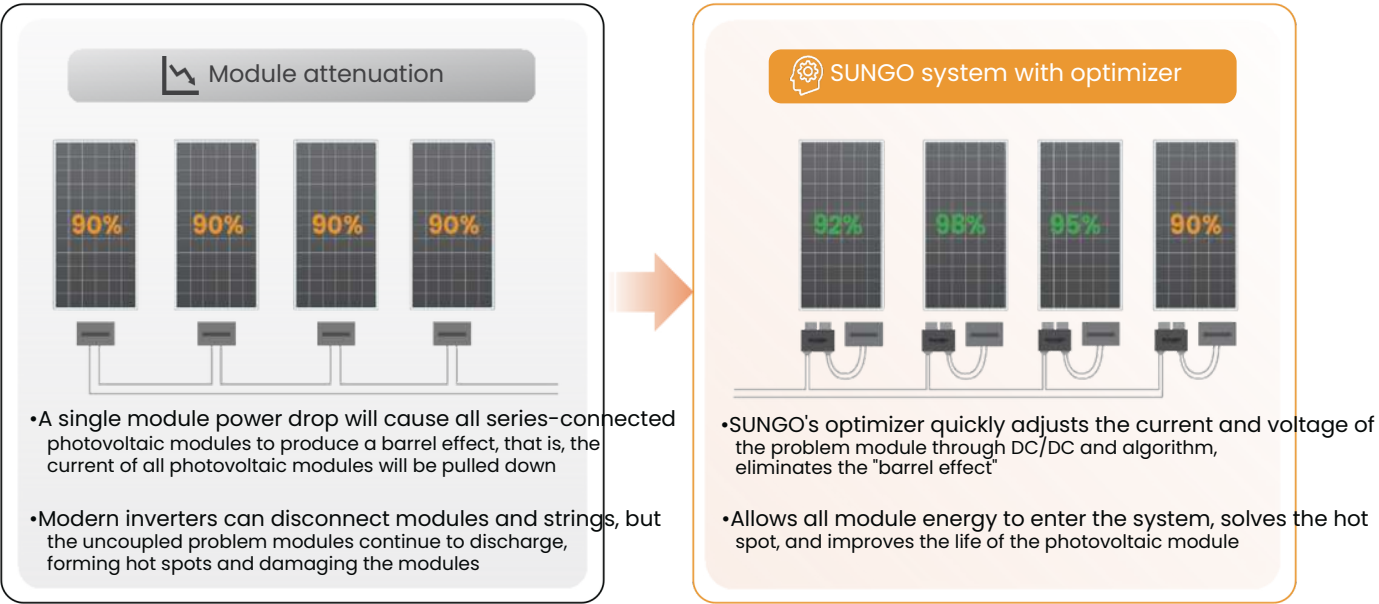 Module attenuation
90%
90%
90%
90%
•A single module power drop will cause all series-connected
photovoltaic modules to produce a barrel effect, that is, the
current of all photovoltaic modules will be pulled down
•Modern inverters can disconnect modules and strings, but
the uncoupled problem modules continue to discharge,
forming hot spots and damaging the modules
SUNGO system with optimizer
92%
98%
95%
90%
•SUNGO's optimizer quickly adjusts the current and voltage of
the problem module through DC/DC and algorithm,
eliminates the "barrel effect"
•Allows all module energy to enter the system, solves the hot
spot, and improves the life of the photovoltaic module